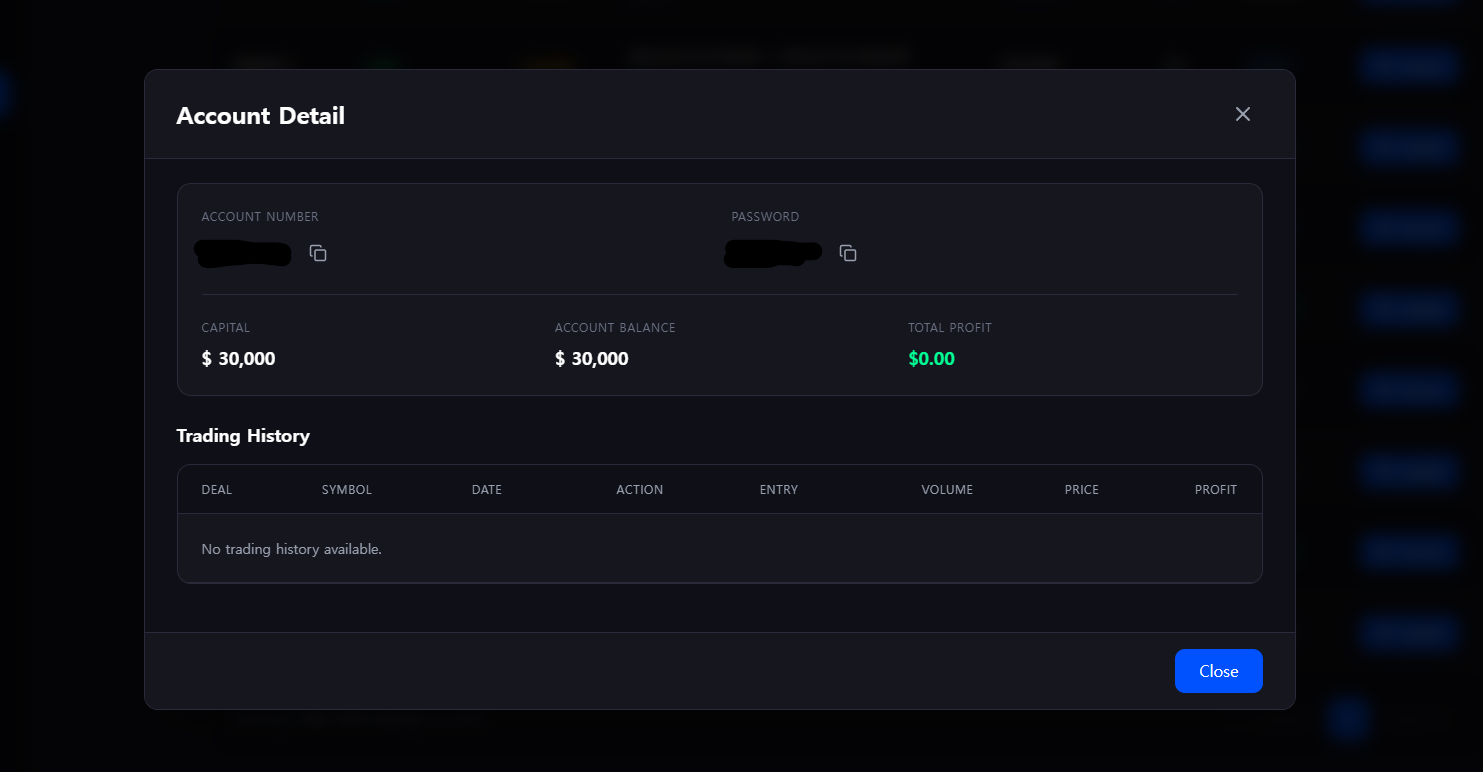 Account Detail
ACCOUNT NUMBER PASSWORD
CAPITAL ACCOUNT BALANCE TOTAL PROFIT
$ 30,000 $ 30,000 $0.00
Trading History
DEAL SYMBOL DATE ACTION ENTRY VOLUME PRICE PROFIT
No trading history available.
Close